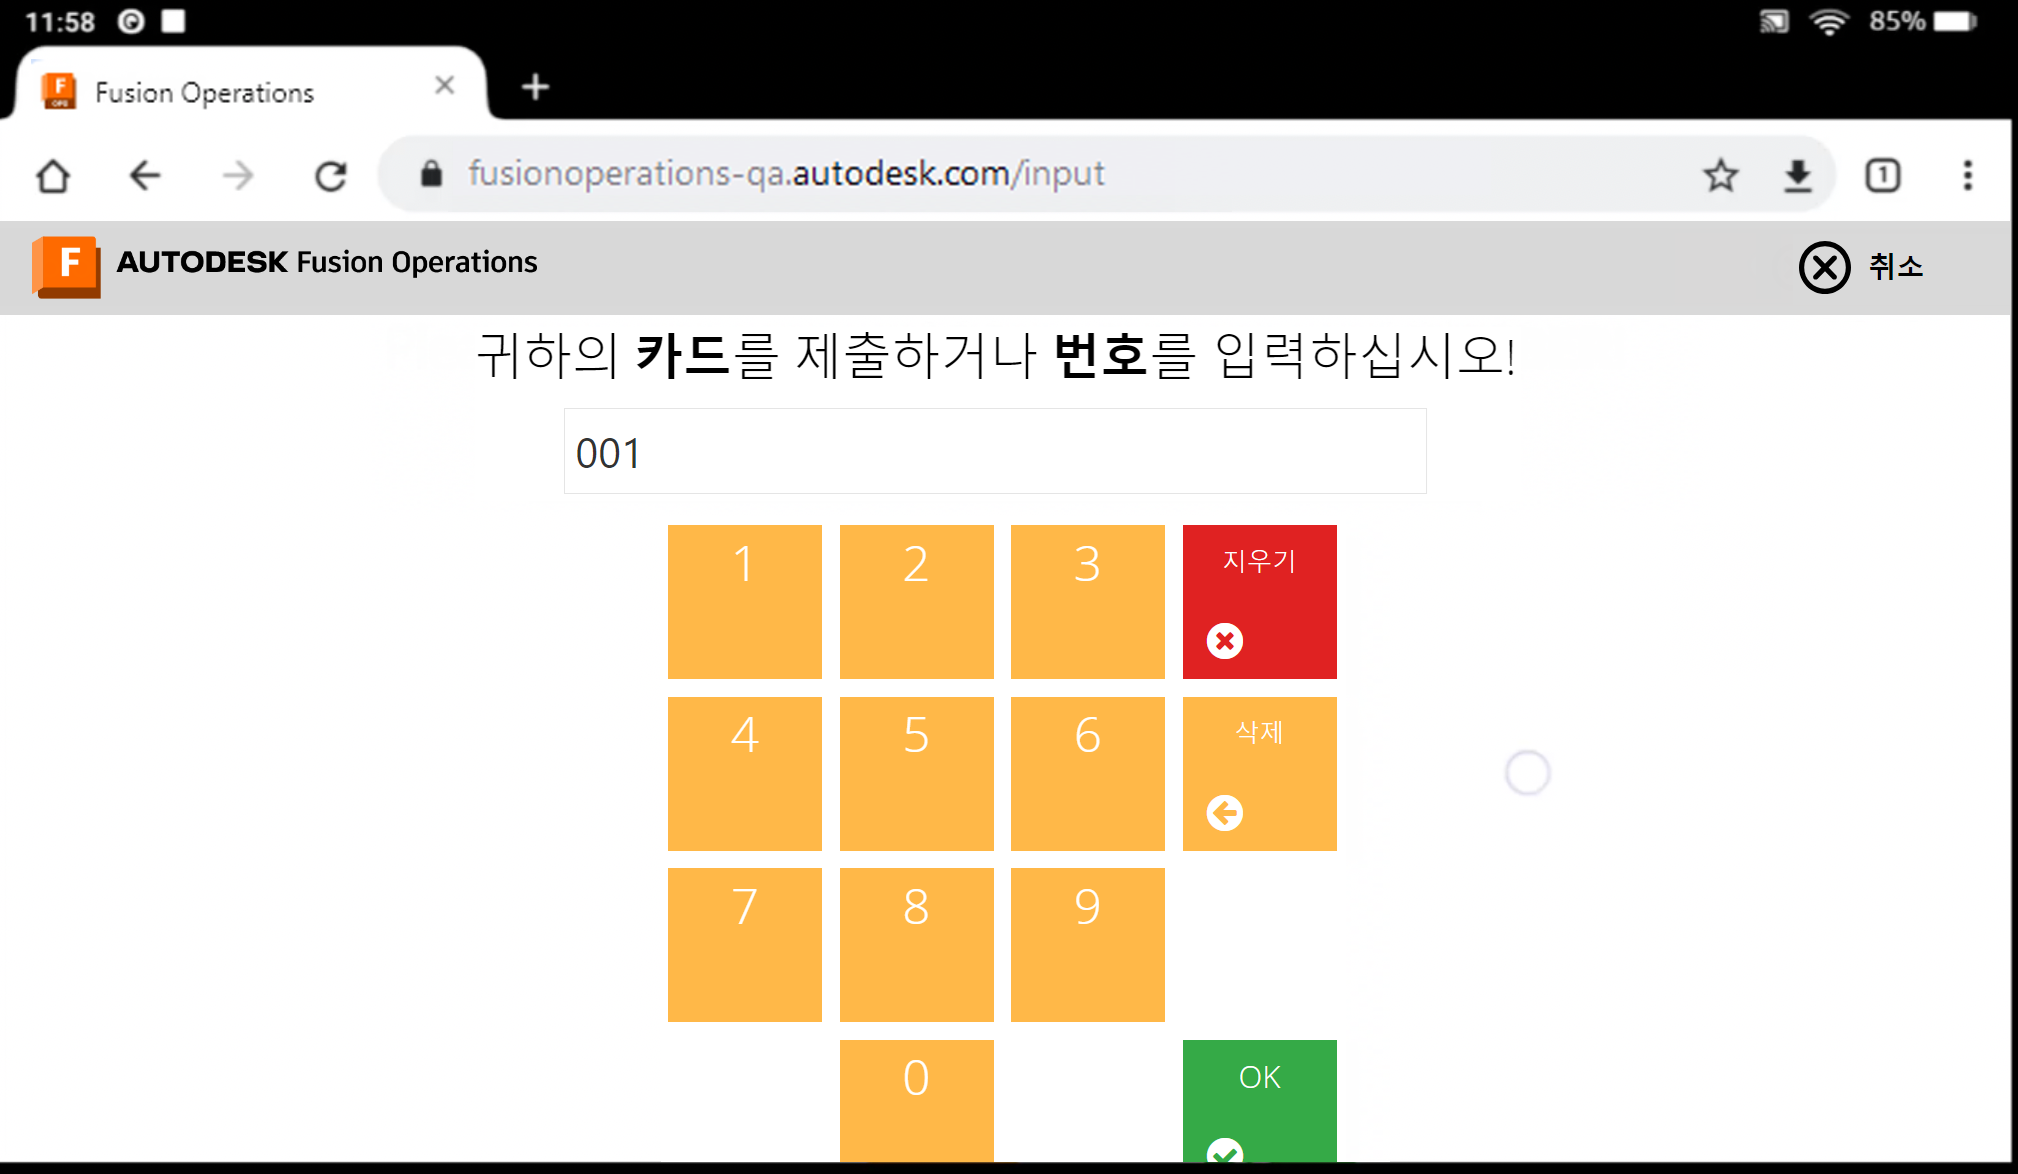 11:58
85%
Fusion Operations
fusionoperations-qa.autodesk.com/input
1
F AUTODESK Fusion Operations
취소
귀하의 카드를 제출하거나 번호를 입력하십시오!
001
1 2 3 지우기
4 5 6 삭제
7 8 9
0 OK